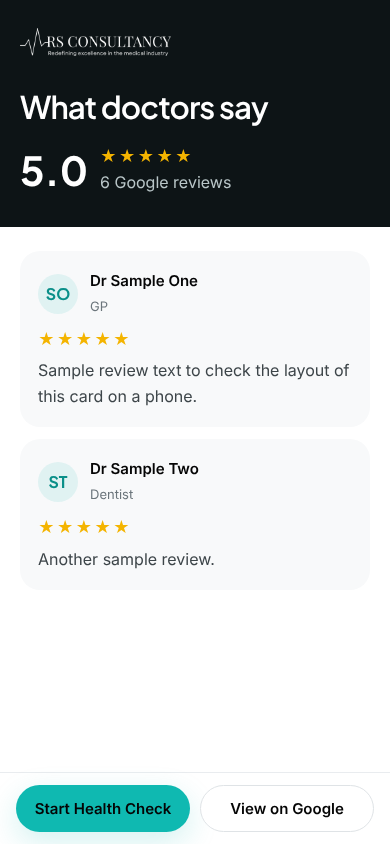 RS CONSULTANCY
Redefining excellence in the medical industry
What doctors say
5.0
★★★★★
6 Google reviews
SO
Dr Sample One
GP
★★★★★
Sample review text to check the layout of
this card on a phone.
ST
Dr Sample Two
Dentist
★★★★★
Another sample review.
Start Health Check
View on Google